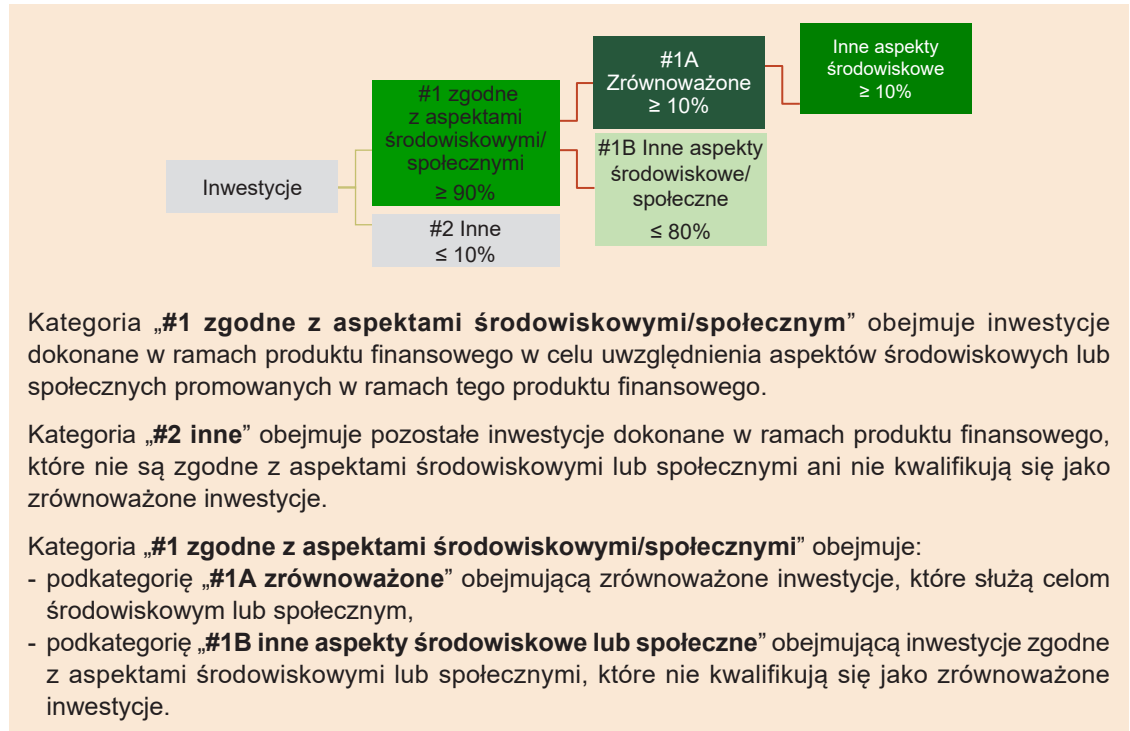 Inwestycje
#1 zgodne
z aspektami
środowiskowymi/
społecznymi
≥ 90%
#2 Inne
≤ 10%
#1A
Zrównoważone
≥ 10%
#1B Inne aspekty
środowiskowe/
społeczne
≤ 80%
Inne aspekty
środowiskowe
≥ 10%
Kategoria „#1 zgodne z aspektami środowiskowymi/społecznym” obejmuje inwestycje
dokonane w ramach produktu finansowego w celu uwzględnienia aspektów środowiskowych lub
społecznych promowanych w ramach tego produktu finansowego.
Kategoria „#2 inne” obejmuje pozostałe inwestycje dokonane w ramach produktu finansowego,
które nie są zgodne z aspektami środowiskowymi lub społecznymi ani nie kwalifikują się jako
zrównoważone inwestycje.
Kategoria „#1 zgodne z aspektami środowiskowymi/społecznymi” obejmuje:
- podkategorię „#1A zrównoważone” obejmującą zrównoważone inwestycje, które służą celom
środowiskowym lub społecznym,
- podkategorię „#1B inne aspekty środowiskowe lub społeczne” obejmującą inwestycje zgodne
z aspektami środowiskowymi lub społecznymi, które nie kwalifikują się jako zrównoważone
inwestycje.